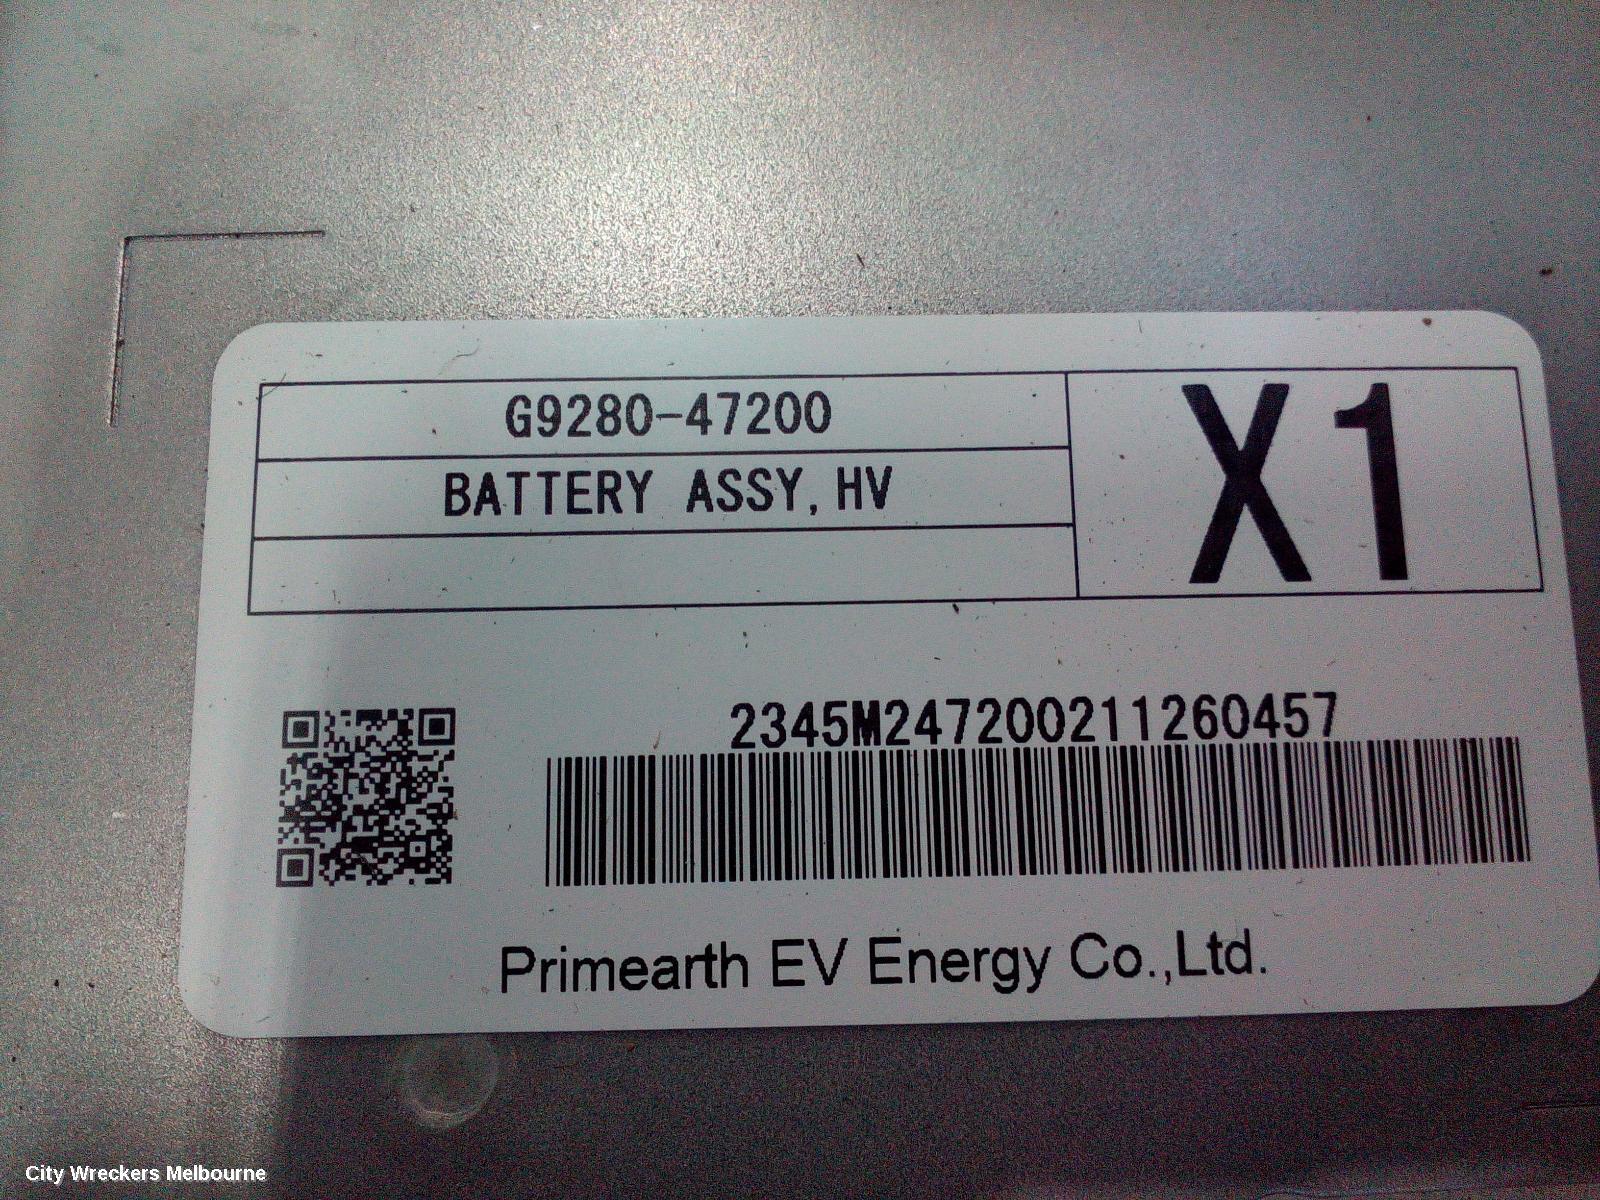 G9280-47200
X1
BATTERY ASSY, HV
2345M247200211260457
Primearth EV Energy Co.,Ltd.
City Wreckers Melbourne